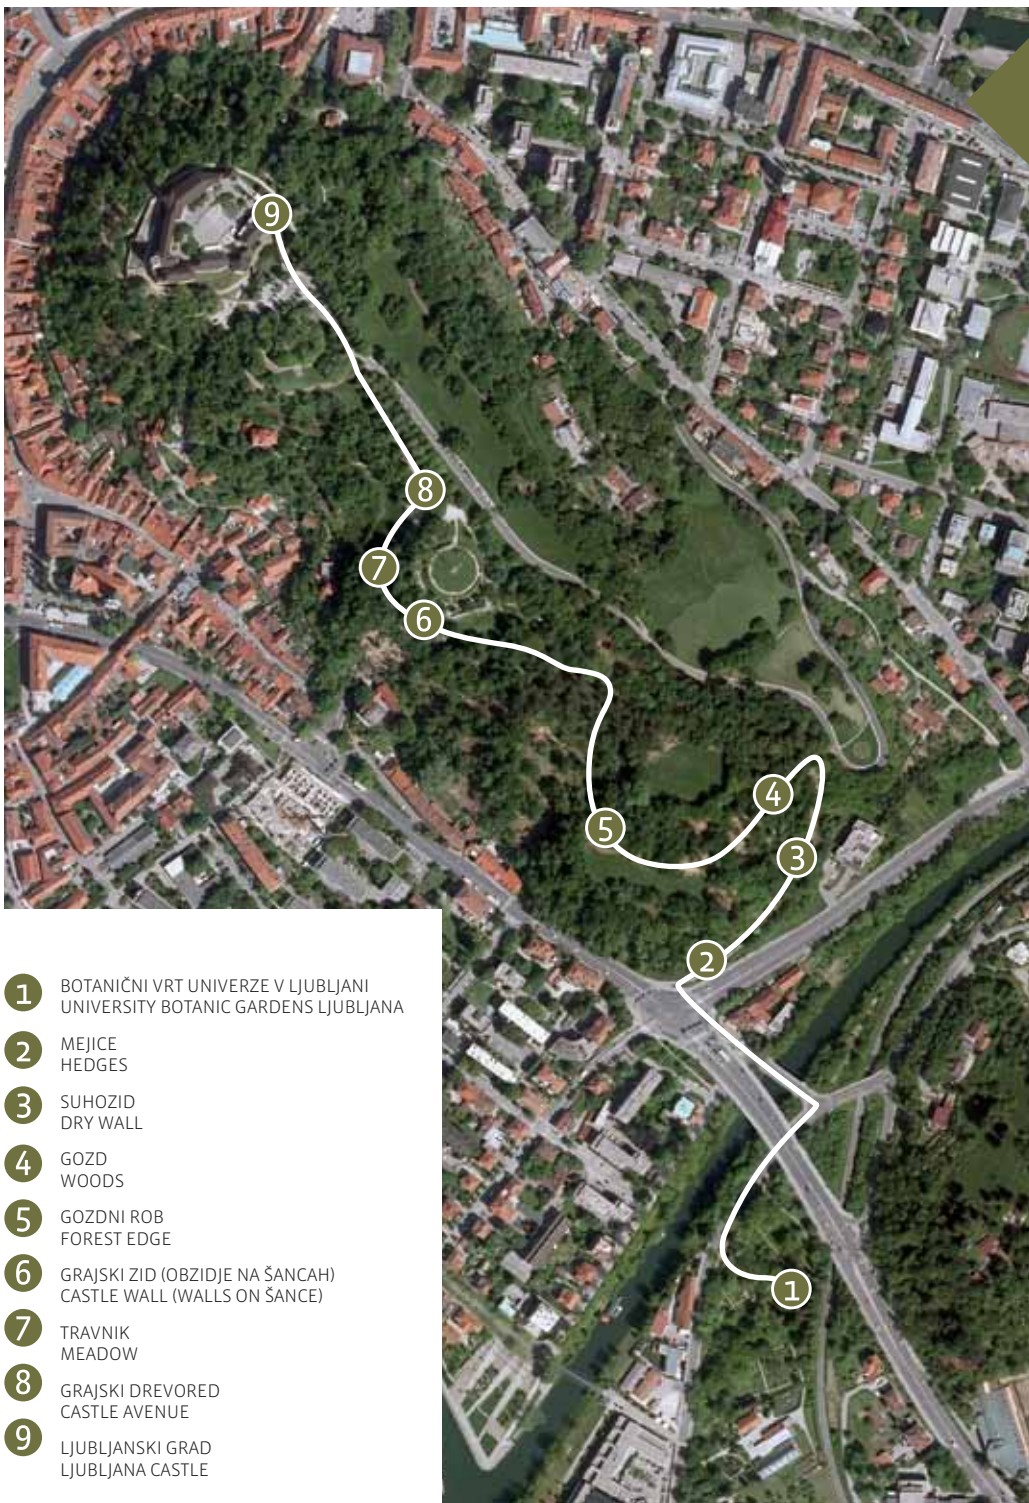 9
8
7
6
4
5
3
2
1
1 BOTANIČNI VRT UNIVERZE V LJUBLJANI
UNIVERSITY BOTANIC GARDENS LJUBLJANA
2 MEJICE
HEDGES
3 SUHOZID
DRY WALL
4 GOZD
WOODS
5 GOZDNI ROB
FOREST EDGE
6 GRAJSKI ZID (OBZIDJE NA ŠANCAH)
CASTLE WALL (WALLS ON ŠANCE)
7 TRAVNIK
MEADOW
8 GRAJSKI DREVORED
CASTLE AVENUE
9 LJUBLJANSKI GRAD
LJUBLJANA CASTLE